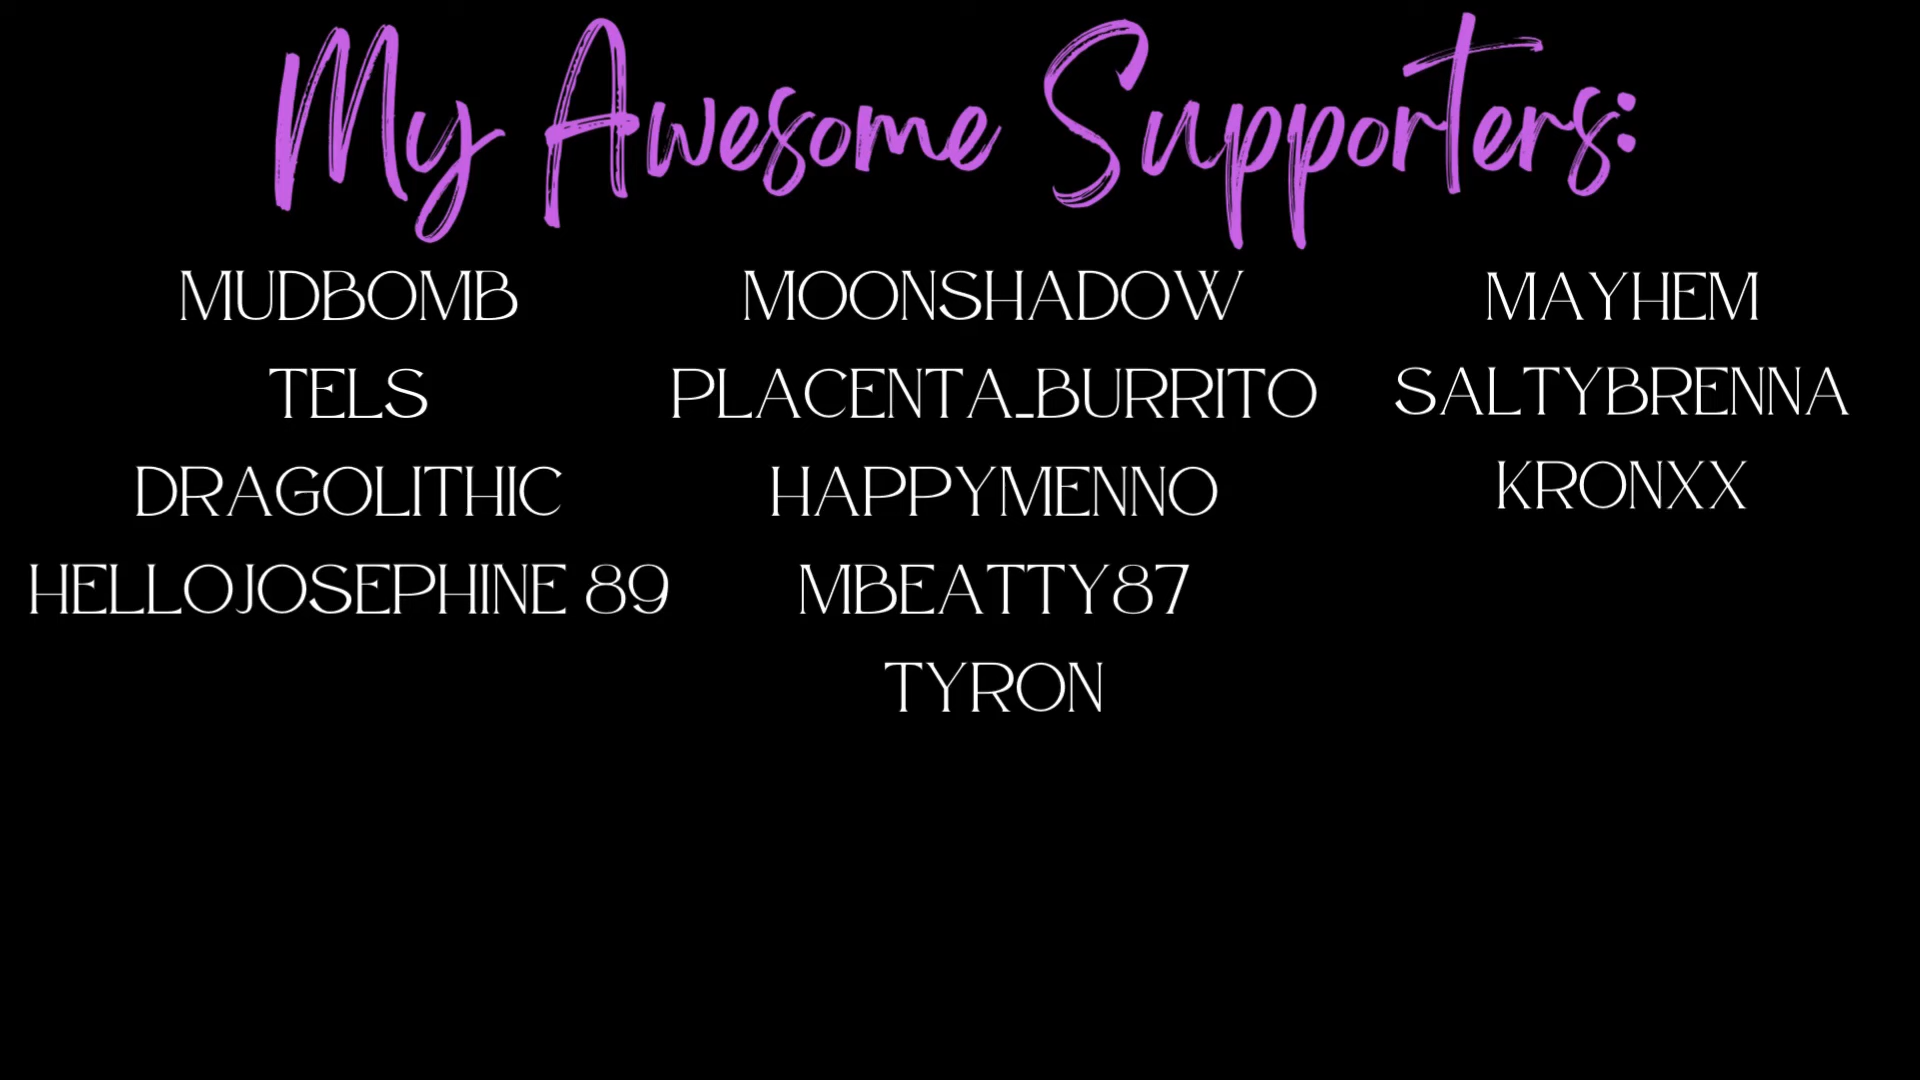 My Awesome Supporters:
MUDBOMB
TELS
DRAGOLITHIC
HELLOJOSEPHINE 89
MOONSHADOW
PLACENTA_BURRITO
HAPPYMENNO
MBEATTY87
TYRON
MAYHEM
SALTYBRENNA
KRONXX